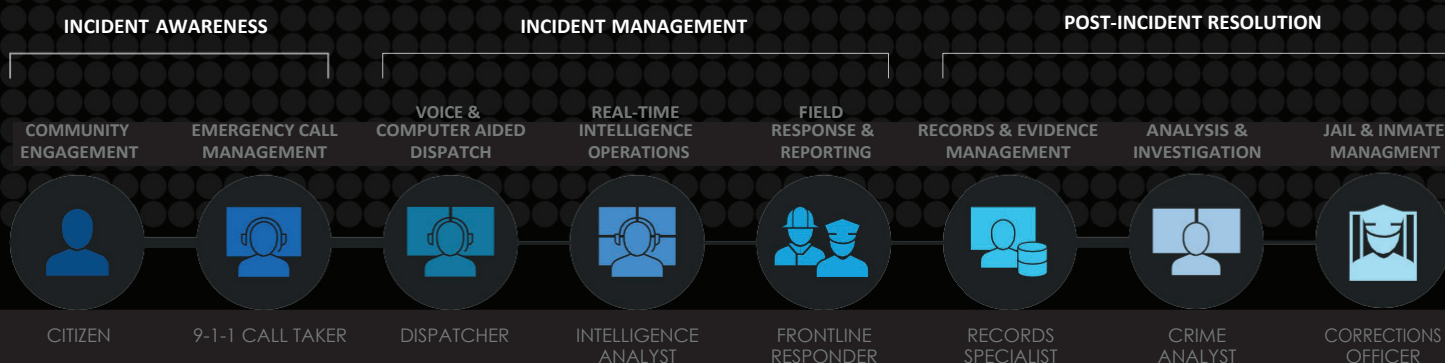 INCIDENT AWARENESS
INCIDENT MANAGEMENT
POST-INCIDENT RESOLUTION
COMMUNITY
ENGAGEMENT
EMERGENCY CALL
MANAGEMENT
VOICE &
COMPUTER AIDED
DISPATCH
REAL-TIME
INTELLIGENCE
OPERATIONS
FIELD
RESPONSE &
REPORTING
RECORDS & EVIDENCE
MANAGEMENT
ANALYSIS &
INVESTIGATION
JAIL & INMATE
MANAGMENT
CITIZEN
9-1-1 CALL TAKER
DISPATCHER
INTELLIGENCE
ANALYST
FRONTLINE
RESPONDER
RECORDS
SPECIALIST
CRIME
ANALYST
CORRECTIONS
OFFICER